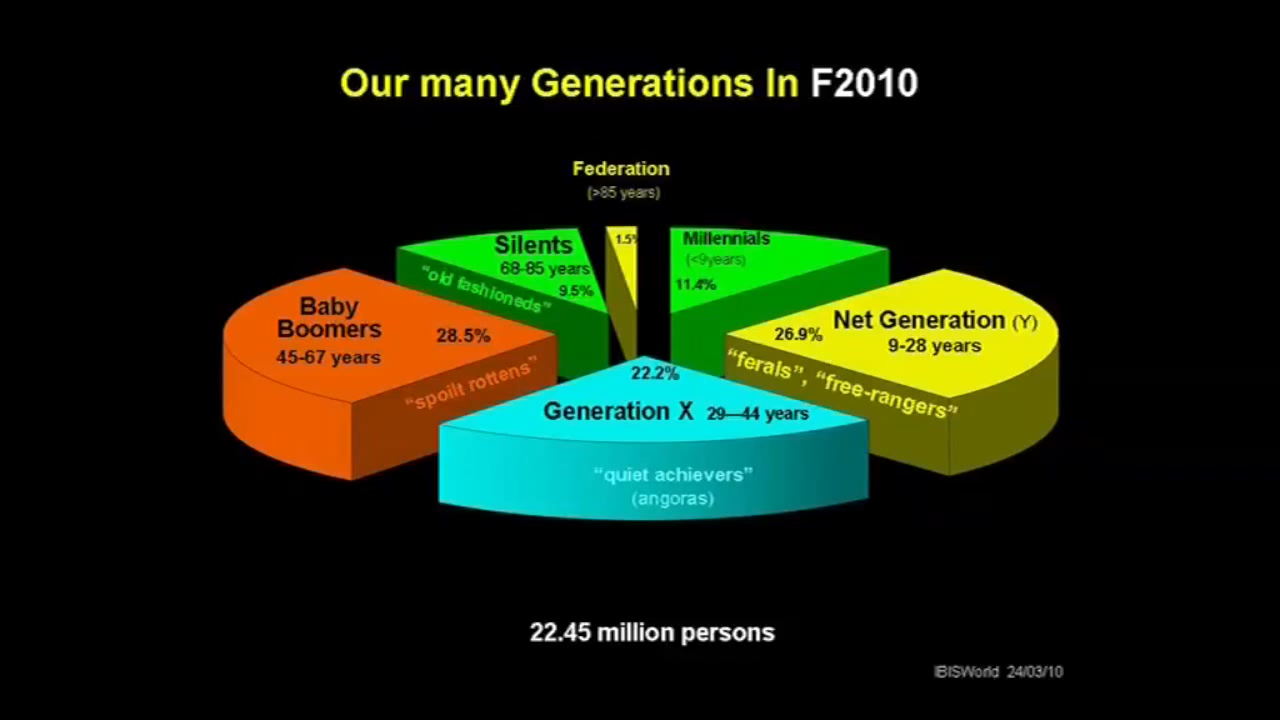 Our many Generations In F2010
Federation
(>85 years)
1.5%
Silents
68-85 years
9.5%
"old fashioneds"
Millennials
(<9years)
11.4%
Baby
Boomers
45-67 years
28.5%
"spoilt rottens"
26.9%
Net Generation (Y)
9-28 years
"ferals", "free-rangers"
22.2%
Generation X 29—44 years
"quiet achievers"
(angoras)
22.45 million persons
IBISWorld 24/03/10